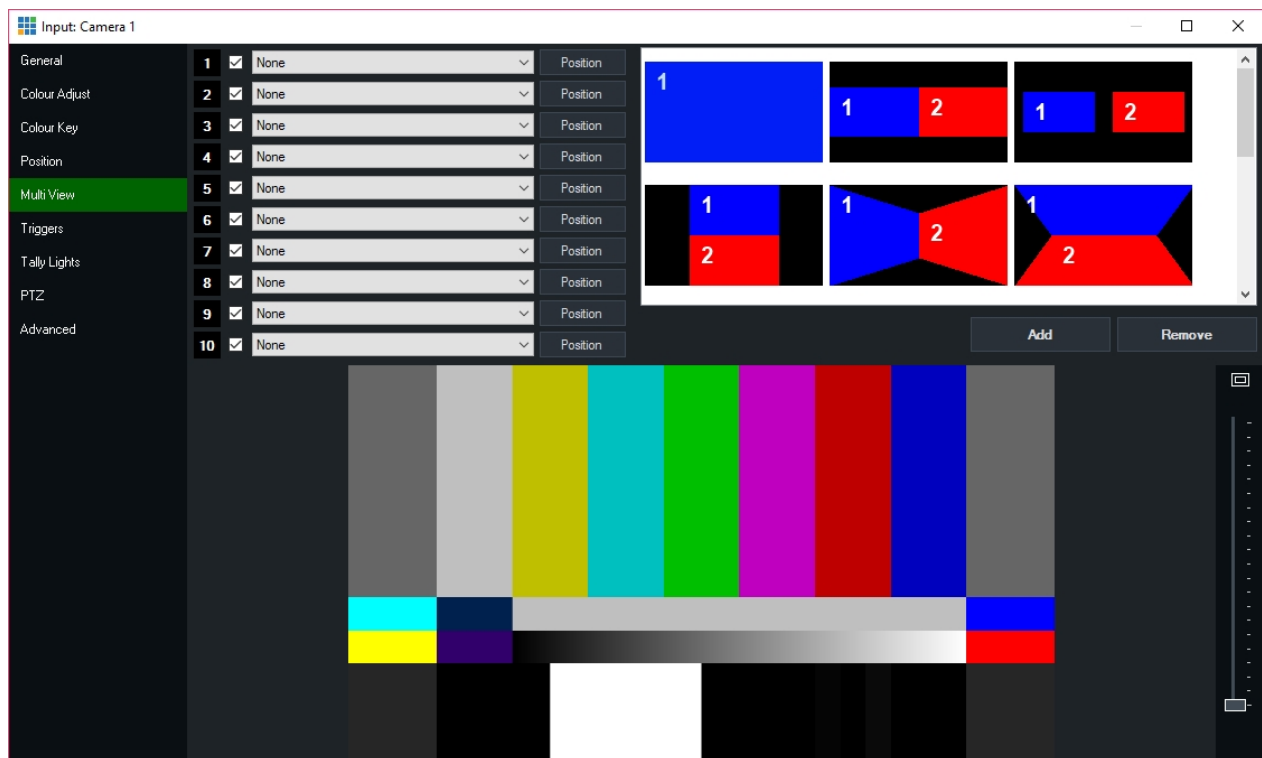 Input: Camera 1
General
Colour Adjust
Colour Key
Position
Multi View
Triggers
Tally Lights
PTZ
Advanced
1 None Position
2 None Position
3 None Position
4 None Position
5 None Position
6 None Position
7 None Position
8 None Position
9 None Position
10 None Position
1
1 2
1 2
1
2
1
2
1
2
Add Remove